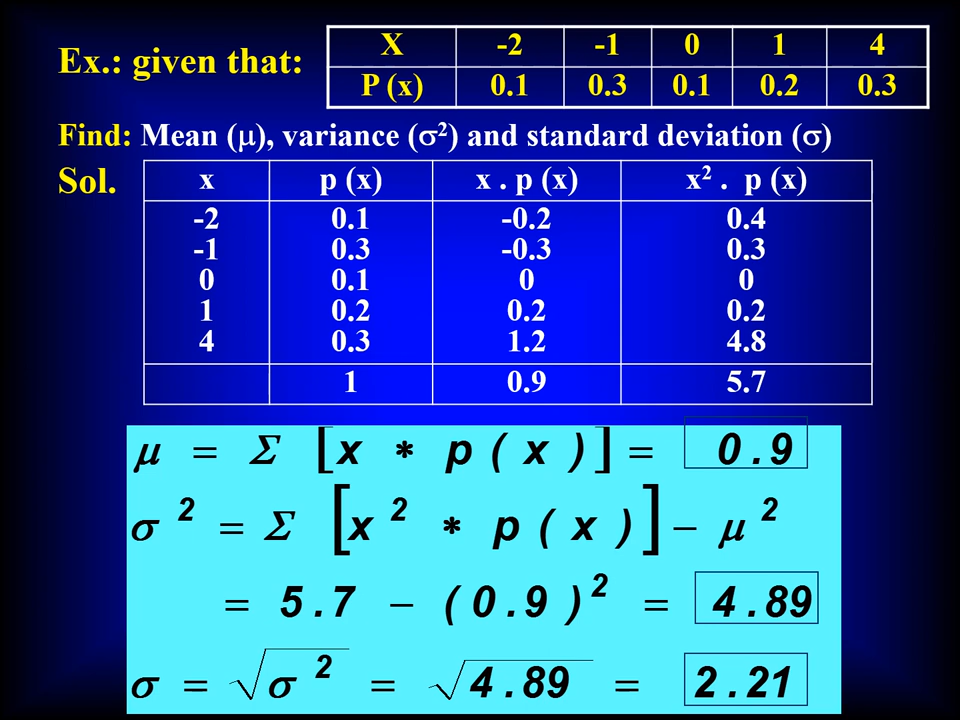 Ex.: given that:
X -2 -1 0 1 4
P (x) 0.1 0.3 0.1 0.2 0.3
Find: Mean (μ), variance (σ²) and standard deviation (σ)
Sol.
x p (x) x . p (x) x² . p (x)
-2 0.1 -0.2 0.4
-1 0.3 -0.3 0.3
0 0.1 0 0
1 0.2 0.2 0.2
4 0.3 1.2 4.8
1 0.9 5.7
μ = Σ [x * p ( x )] = 0.9
σ² = Σ [x² * p ( x )] − μ²
= 5.7 − ( 0.9 )² = 4.89
σ = √σ² = √4.89 = 2.21